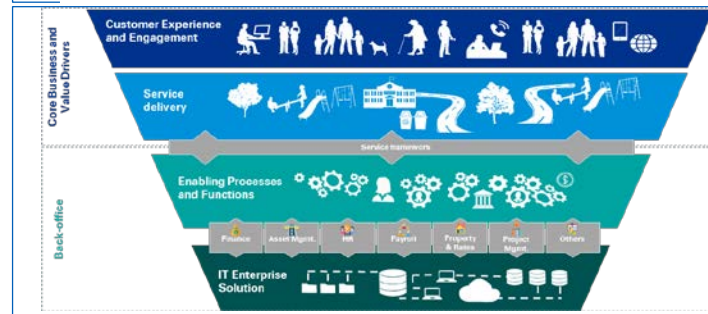 Core Business and
Value Drivers
Customer Experience
and Engagement
Service
delivery
Service
Back-office
Enabling Processes
and Functions
Finance
Asset Mgmt.
HR
Payroll
Property
& Rates
Project
Mgmt.
Others
IT Enterprise
Solution